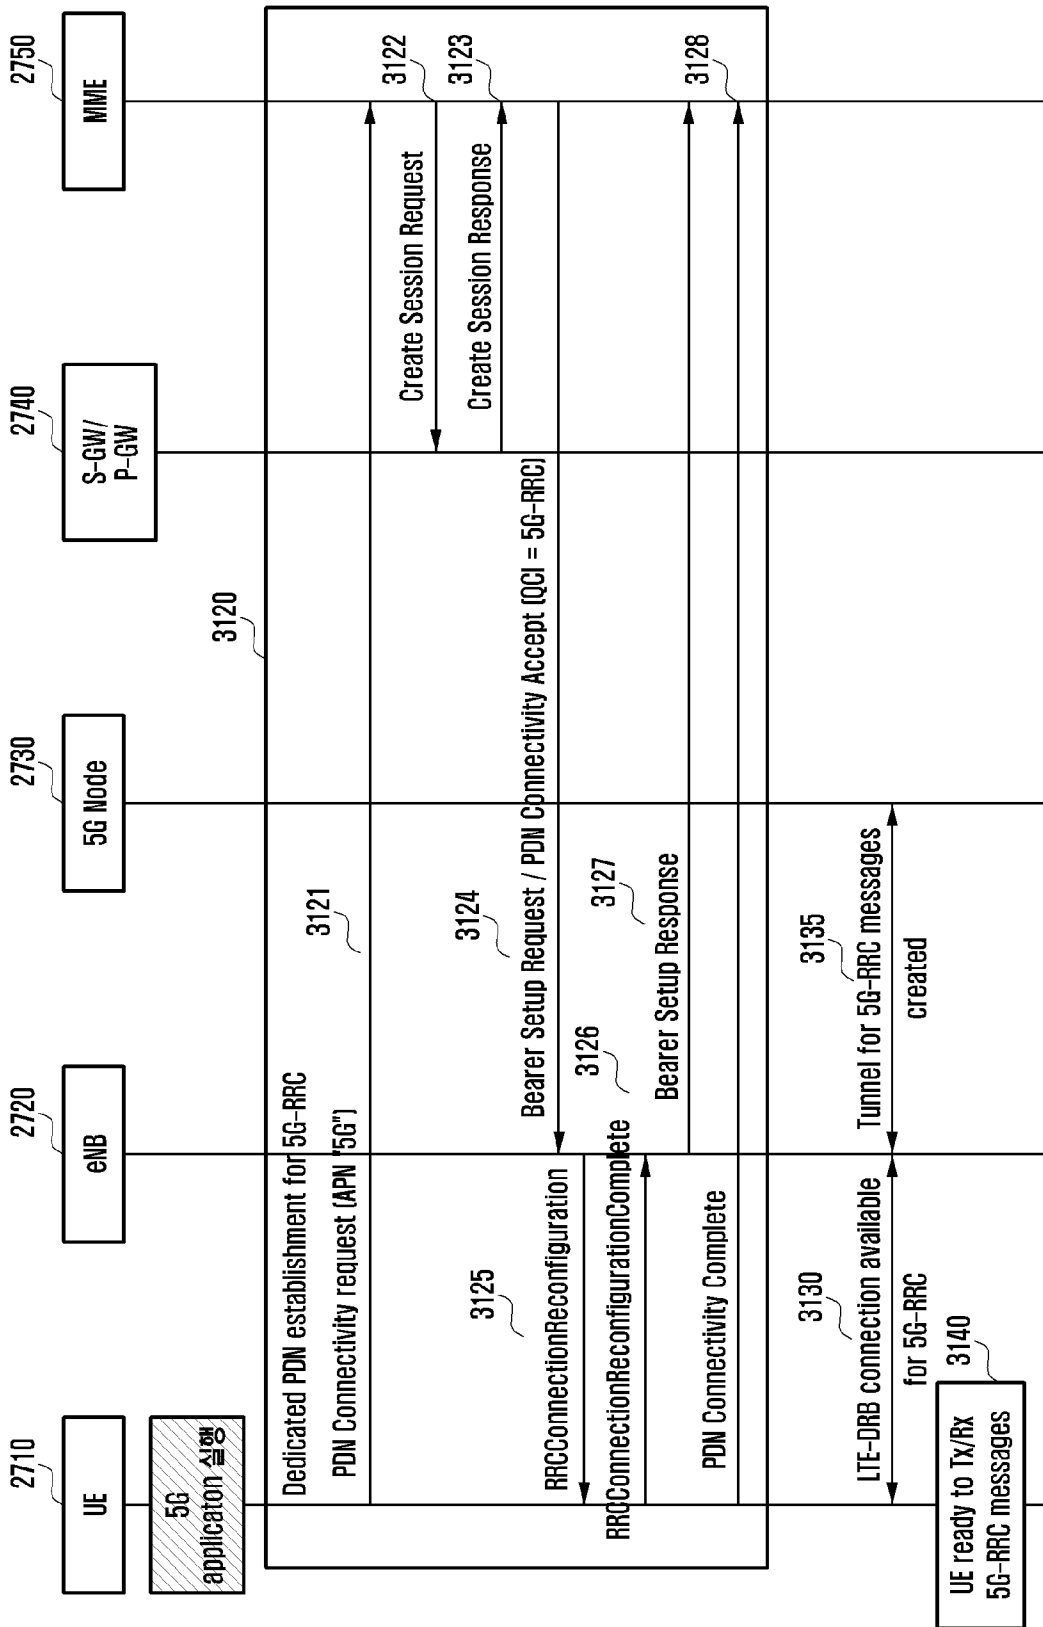 2710
UE
2720
eNB
2730
5G Node
2740
S-GW/
P-GW
2750
MME
5G
applicaton
3120
Dedicated PDN establishment for 5G-RRC
PDN Connectivity request (APN "5G")
3121
Create Session Request
3122
Create Session Response
3123
3124
Bearer Setup Request / PDN Connectivity Accept (QCI = 5G-RRC)
3125
RRCConnectionReconfiguration
3126
RRCConnectionReconfigurationComplete
3127
Bearer Setup Response
PDN Connectivity Complete
3128
3130
LTE-DRB connection available
for 5G-RRC
3135
Tunnel for 5G-RRC messages
created
3140
UE ready to Tx/Rx
5G-RRC messages